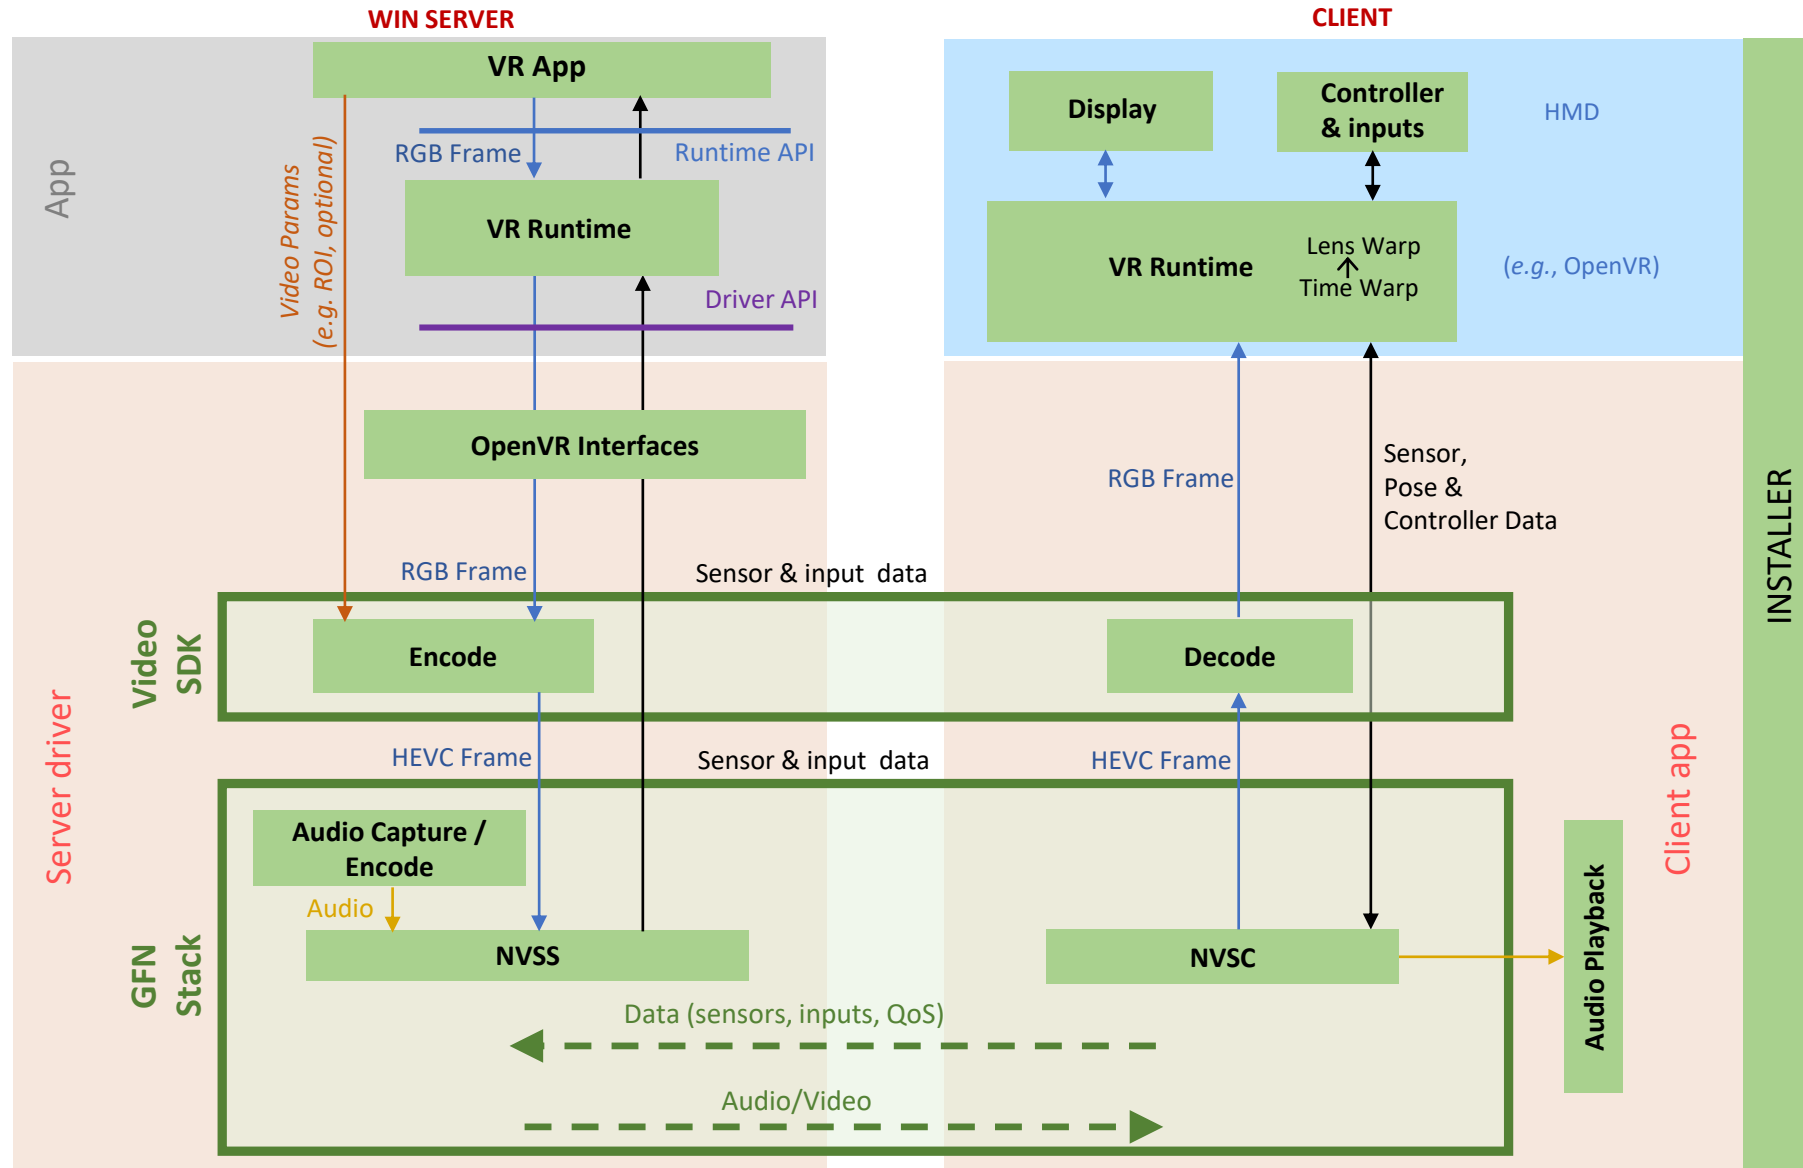 WIN SERVER
CLIENT
VR App
Display
Controller
& inputs
HMD
App
Video Params
(e.g. ROI, optional)
RGB Frame
Runtime API
VR Runtime
Driver API
VR Runtime
Lens Warp
Time Warp
(e.g., OpenVR)
OpenVR Interfaces
RGB Frame
Sensor,
Pose &
Controller Data
INSTALLER
RGB Frame
Sensor & input  data
Video
SDK
Encode
Decode
Server driver
Client app
HEVC Frame
Sensor & input  data
HEVC Frame
GFN
Stack
Audio Capture /
Encode
Audio
NVSS
NVSC
Audio Playback
Data (sensors, inputs, QoS)
Audio/Video